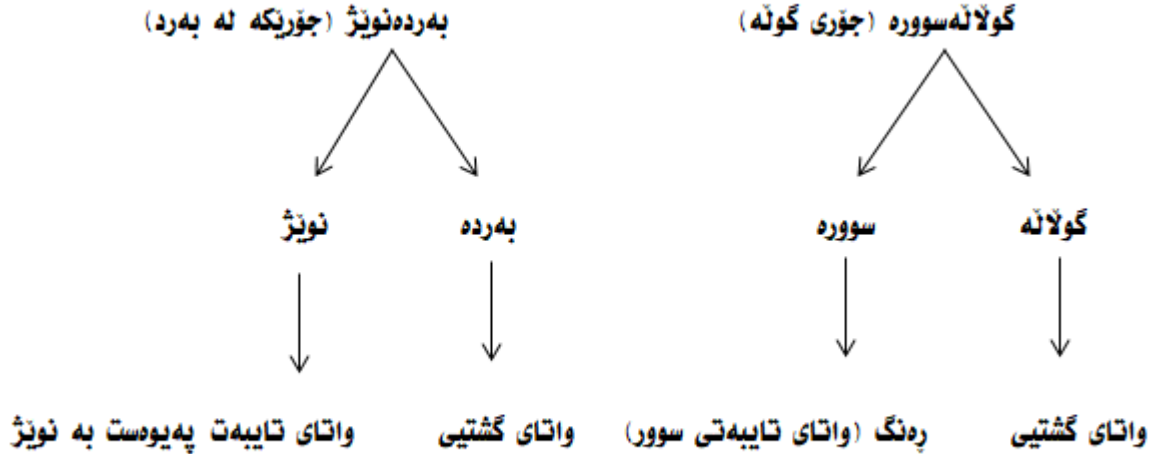 گوڵاڵەسوورە (جۆری گوڵە) بەردەنوێژ (جۆرێکە لە بەرد)
گوڵاڵە سوورە بەردە نوێژ
واتای گشتیی ڕەنگ (واتای تایبەتی سوور) واتای گشتیی واتای تایبەت پەیوەست بە نوێژ